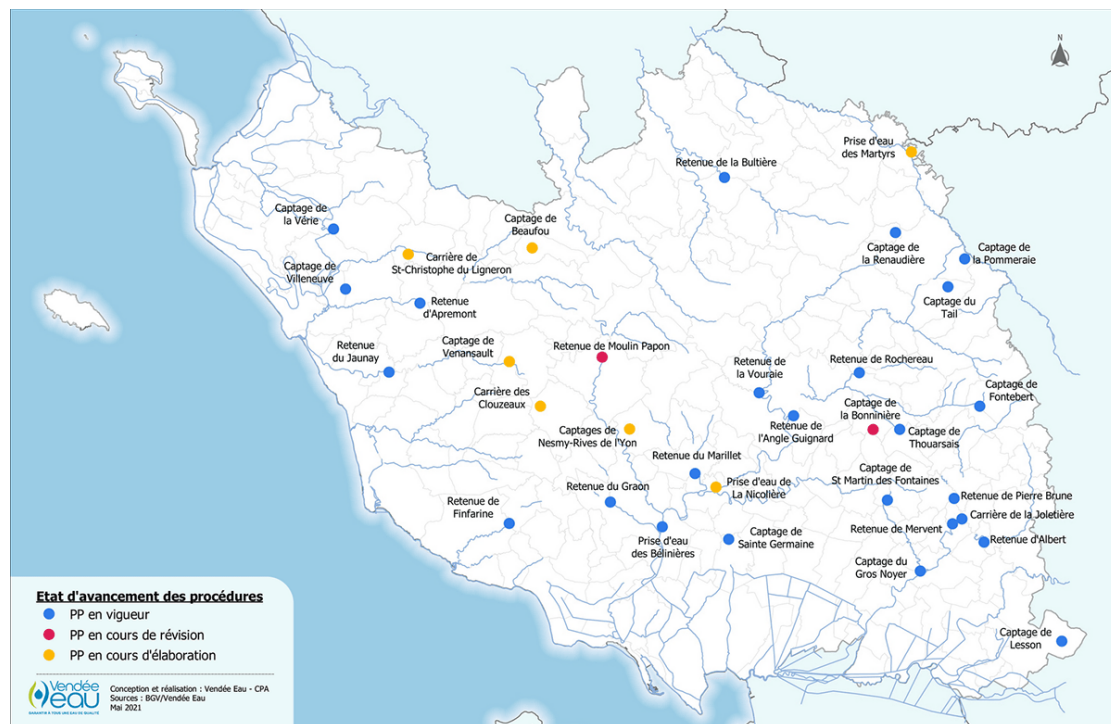 N
Prise d'eau
des Martyrs
Retenue de la Bultière
Captage de
la Vérie
Captage de
Beaufou
Captage de
la Renaudière
Captage de
la Pommeraie
Carrière de
St-Christophe du Ligneron
Captage de
Villeneuve
Captage du
Tail
Retenue
d'Apremont
Retenue
du Jaunay
Captage de
Venansault
Retenue de Moulin Papon
Retenue de
la Vouraie
Retenue de Rochereau
Captage de
Fontebert
Carrière des
Clouzeaux
Captage de
la Bonninière
Retenue de
l'Angle Guignard
Captage de
Thouarsais
Captages de
Nesmy-Rives de l'Yon
Retenue du Marillet
Captage de
St Martin des Fontaines
Retenue du Graon
Prise d'eau de
La Nicolière
Retenue de
Finfarine
Retenue de Pierre Brune
Carrière de la Joletière
Retenue de Mervent
Retenue d'Albert
Prise d'eau
des Bélinières
Captage de
Sainte Germaine
Captage du
Gros Noyer
Captage de
Lesson
Etat d'avancement des procédures
PP en vigueur
PP en cours de révision
PP en cours d'élaboration
Vendée
eau
GARANTIR À TOUS UNE EAU DE QUALITÉ
Conception et réalisation : Vendée Eau - CPA
Sources : BGV/Vendée Eau
Mai 2021